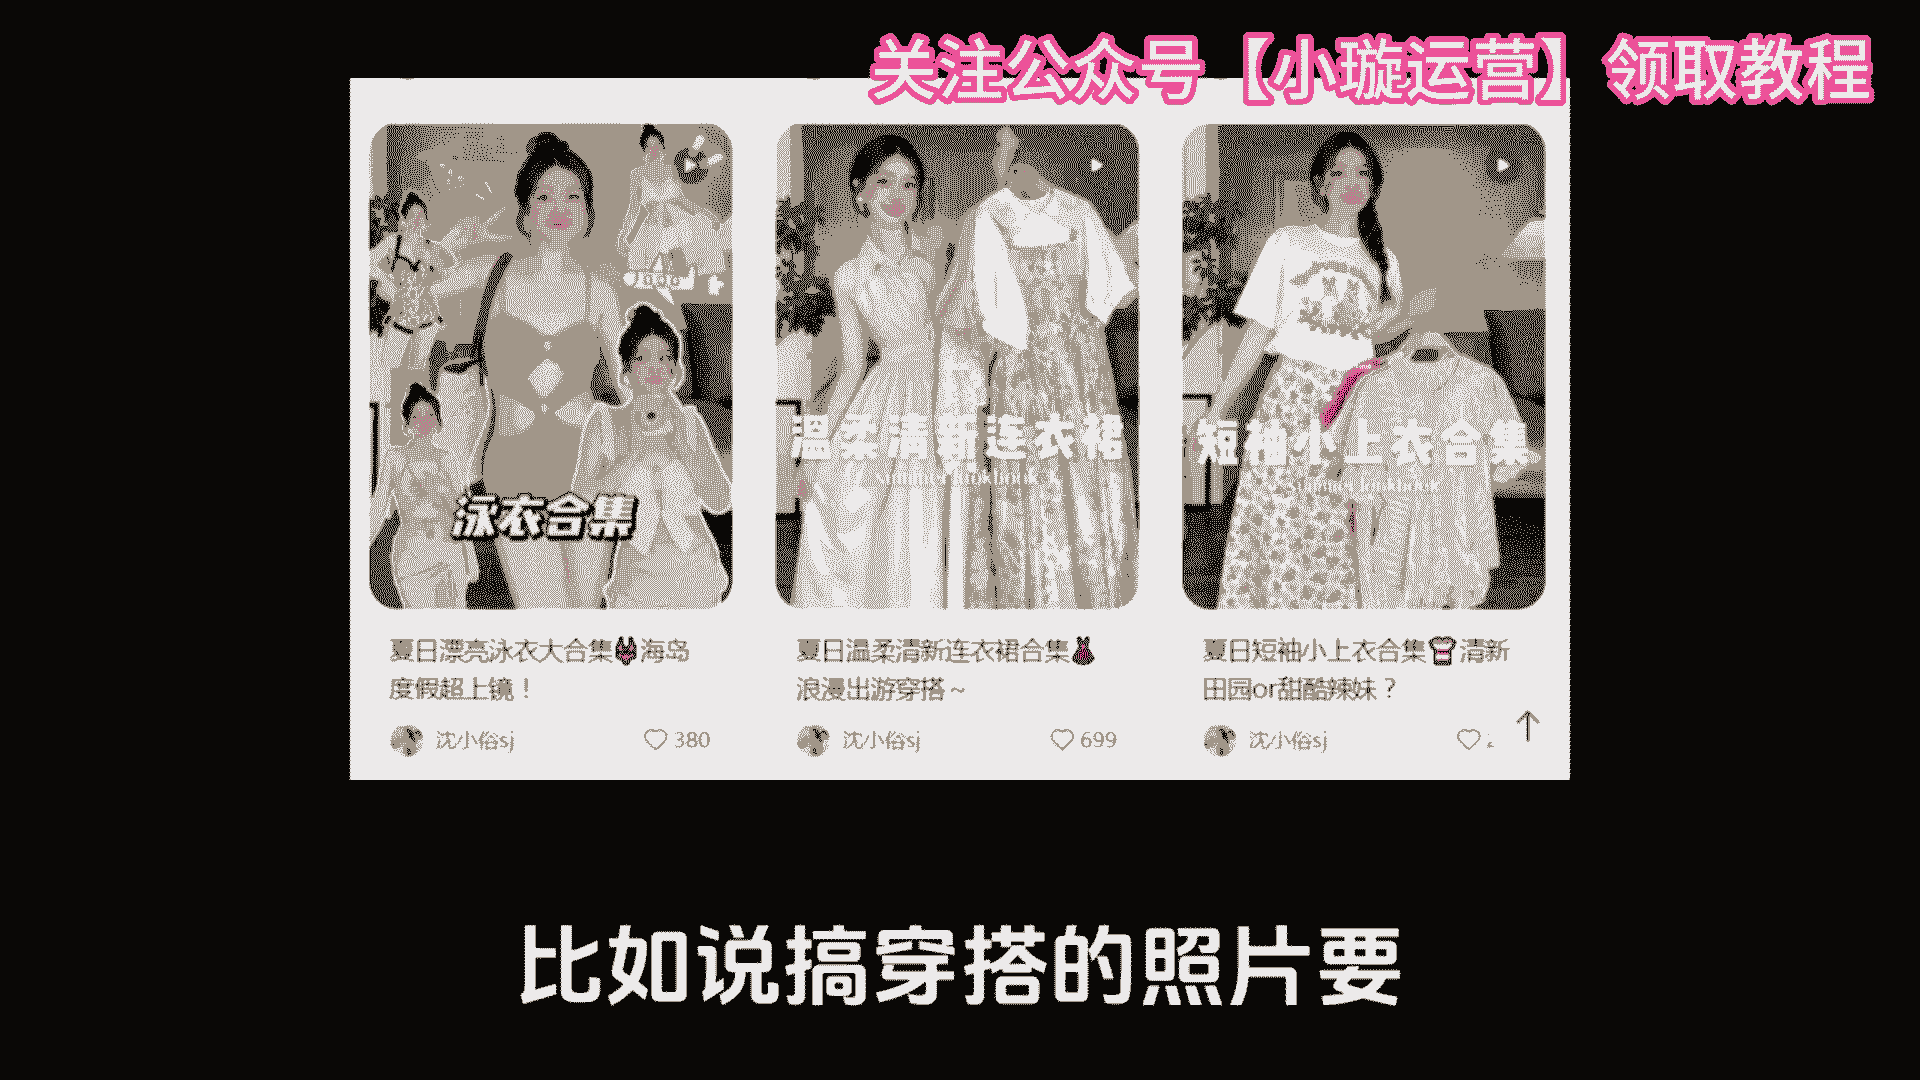 关注公众号【小璇运营】 领取教程
泳衣合集
温柔清新连衣裙
summer lookbook
短袖小上衣合集
summer lookbook
夏日漂亮泳衣大合集👙海岛
度假超上镜！
沈小俗sj
380
夏日温柔清新连衣裙合集👗
浪漫出游穿搭~
沈小俗sj
699
夏日短袖小上衣合集👚清新
田园or甜酷辣妹？
沈小俗sj
比如说搞穿搭的照片要